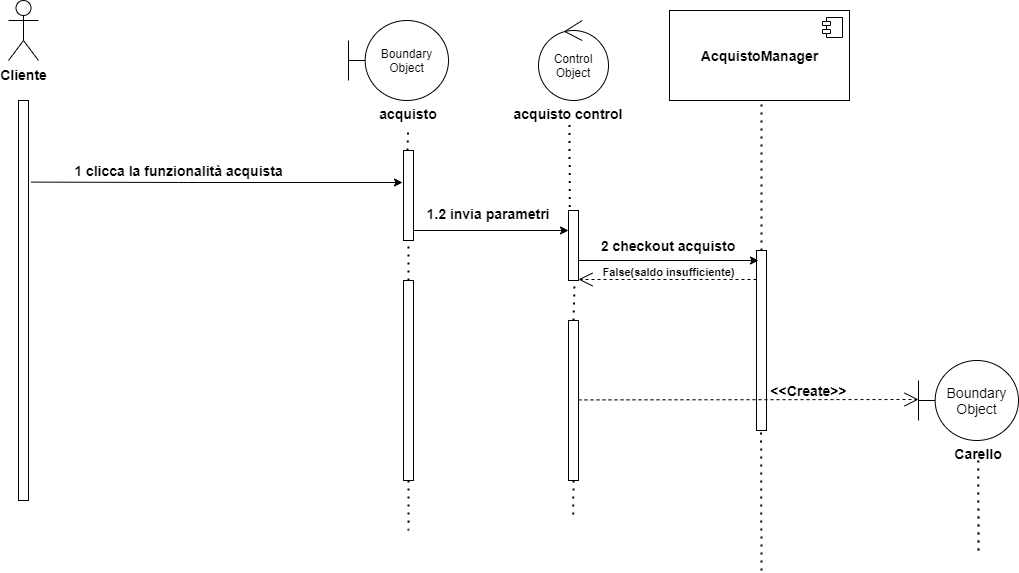 Cliente
Boundary
Object
acquisto
Control
Object
acquisto control
AcquistoManager
1 clicca la funzionalità acquista
1.2 invia parametri
2 checkout acquisto
False(saldo insufficiente)
<<Create>>
Boundary
Object
Carello